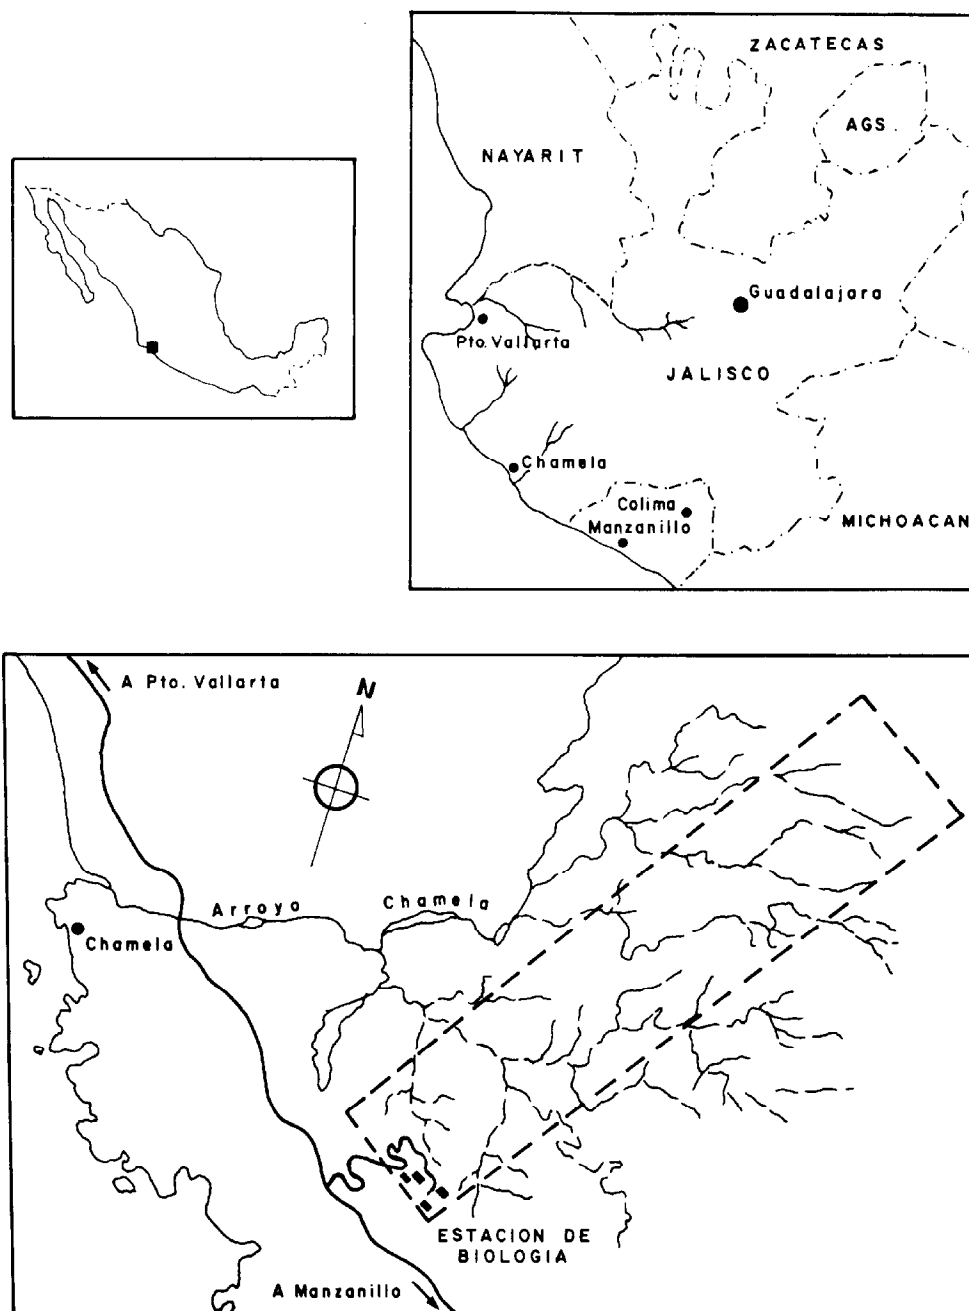 ZACATECAS
AGS.
NAYARIT
Guadalajara
Pto. Vallarta
JALISCO
Chamela
Colima
Manzanillo
MICHOACAN
A Pto. Vallarta
N
Arroyo Chamela
Chamela
ESTACION DE
BIOLOGIA
A Manzanillo